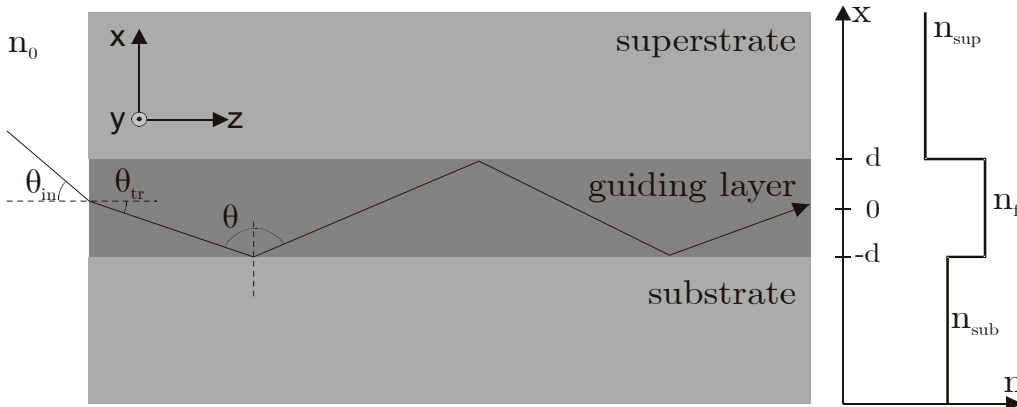 n₀
x
y
z
superstrate
θin
θtr
θ
guiding layer
substrate
x
nsup
d
0
-d
nf
nsub
n